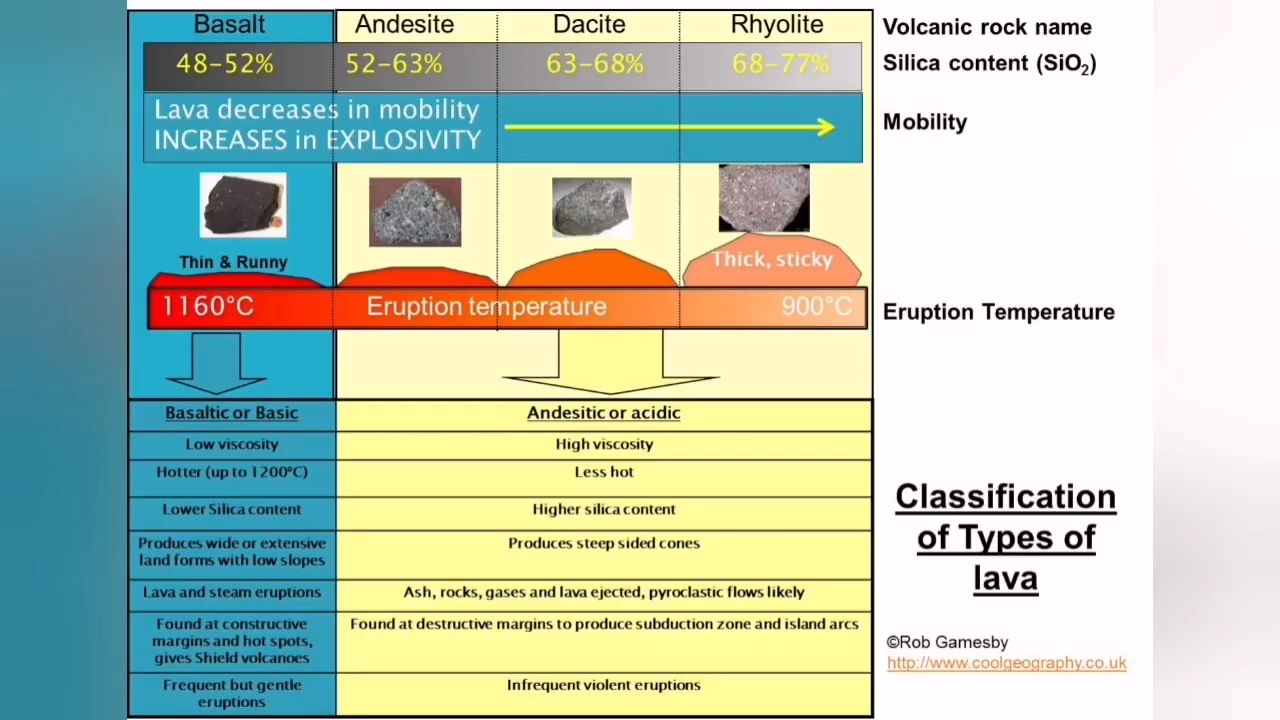 Basalt Andesite Dacite Rhyolite Volcanic rock name
48-52% 52-63% 63-68% 68-77% Silica content (SiO₂)
Lava decreases in mobility
INCREASES in EXPLOSIVITY
Mobility
Thin & Runny
Thick, sticky
1160°C Eruption temperature 900°C Eruption Temperature
Basaltic or Basic Andesitic or acidic
Low viscosity High viscosity
Hotter (up to 1200°C) Less hot
Lower Silica content Higher silica content
Produces wide or extensive
land forms with low slopes
Produces steep sided cones
Lava and steam eruptions Ash, rocks, gases and lava ejected, pyroclastic flows likely
Found at constructive
margins and hot spots,
gives Shield volcanoes
Found at destructive margins to produce subduction zone and island arcs
Frequent but gentle
eruptions
Infrequent violent eruptions
Classification
of Types of
lava
©Rob Gamesby
http://www.coolgeography.co.uk